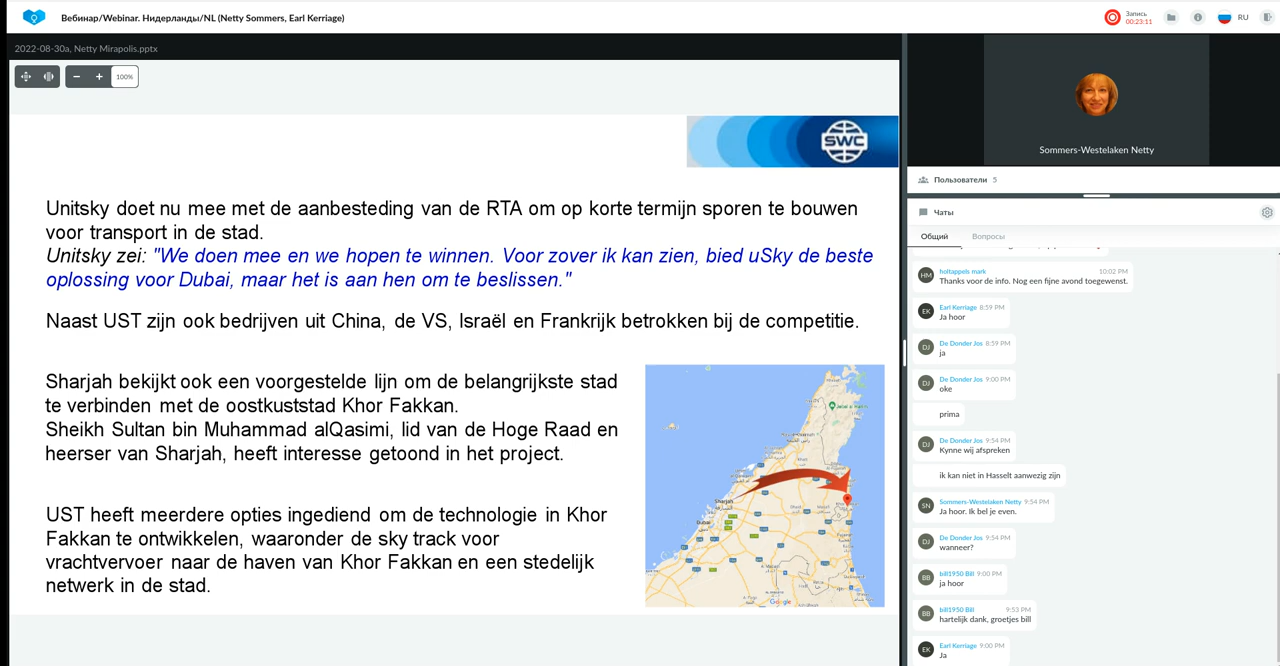 Вебинар/Webinar. Нидерланды/NL (Netty Sommers, Earl Kerriage)
Запись
00:23:11
RU
2022-08-30a, Netty Mirapolis.pptx
100%
SWC
Unitsky doet nu mee met de aanbesteding van de RTA om op korte termijn sporen te bouwen
voor transport in de stad.
Unitsky zei: "We doen mee en we hopen te winnen. Voor zover ik kan zien, bied uSky de beste
oplossing voor Dubai, maar het is aan hen om te beslissen."
Naast UST zijn ook bedrijven uit China, de VS, Israël en Frankrijk betrokken bij de competitie.
Sharjah bekijkt ook een voorgestelde lijn om de belangrijkste stad
te verbinden met de oostkuststad Khor Fakkan.
Sheikh Sultan bin Muhammad alQasimi, lid van de Hoge Raad en
heerser van Sharjah, heeft interesse getoond in het project.
UST heeft meerdere opties ingediend om de technologie in Khor
Fakkan te ontwikkelen, waaronder de sky track voor
vrachtvervoer naar de haven van Khor Fakkan en een stedelijk
netwerk in de stad.
Sharjah
Dubai
Google
Sommers-Westelaken Netty
Пользователи 5
Чаты
Общий Вопросы
HM
holtappels mark 10:02 PM
Thanks voor de info. Nog een fijne avond toegewenst.
EK
Earl Kerriage 8:59 PM
Ja hoor
DJ
De Donder Jos 8:59 PM
ja
DJ
De Donder Jos 9:00 PM
oke
prima
DJ
De Donder Jos 9:54 PM
Kynne wij afspreken
ik kan niet in Hasselt aanwezig zijn
SN
Sommers-Westelaken Netty 9:54 PM
Ja hoor. Ik bel je even.
DJ
De Donder Jos 9:54 PM
wanneer?
BB
bill1950 Bill 9:00 PM
ja hoor
BB
bill1950 Bill 9:53 PM
hartelijk dank, groetjes bill
EK
Earl Kerriage 9:00 PM
Ja